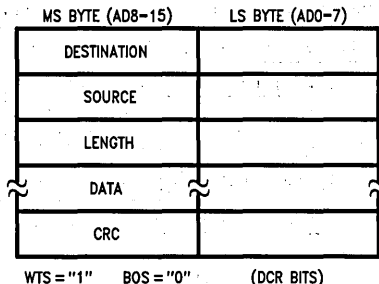 MS BYTE (AD8-15) LS BYTE (AD0-7)
DESTINATION
SOURCE
LENGTH
DATA
CRC
WTS="1" BOS="0" (DCR BITS)